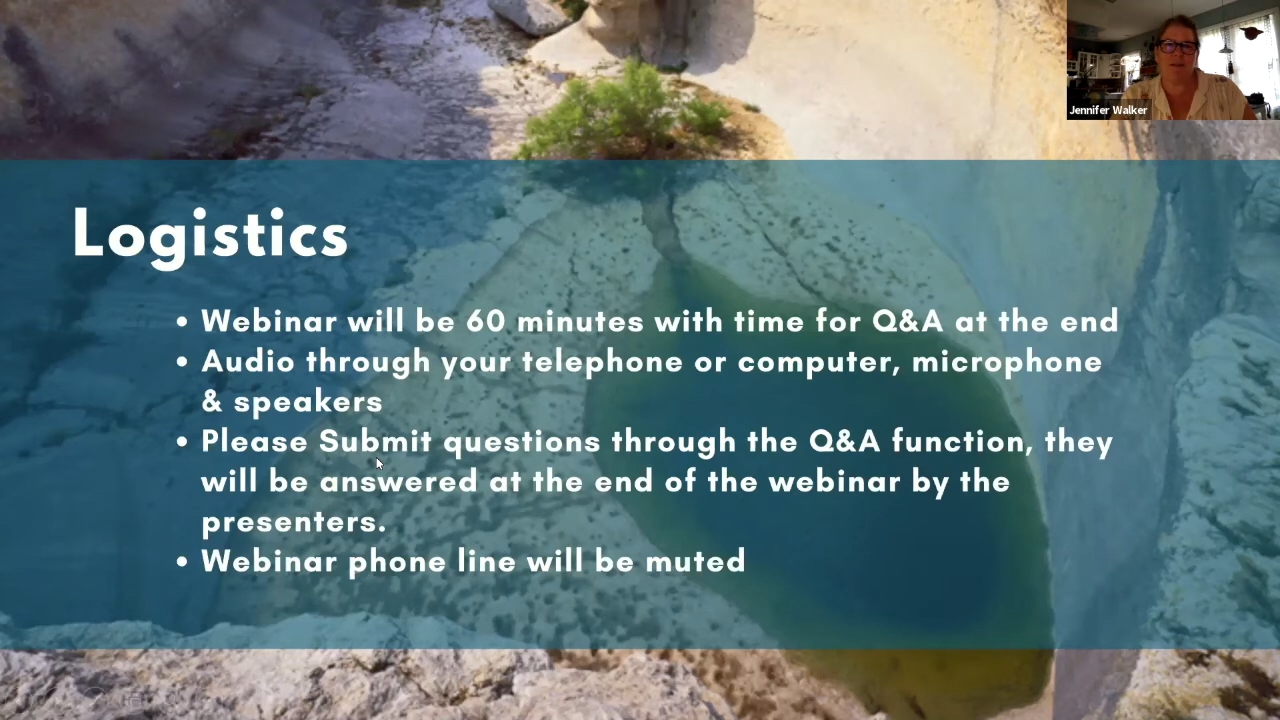 Jennifer Walker
Logistics
• Webinar will be 60 minutes with time for Q&A at the end
• Audio through your telephone or computer, microphone
& speakers
• Please Submit questions through the Q&A function, they
will be answered at the end of the webinar by the
presenters.
• Webinar phone line will be muted